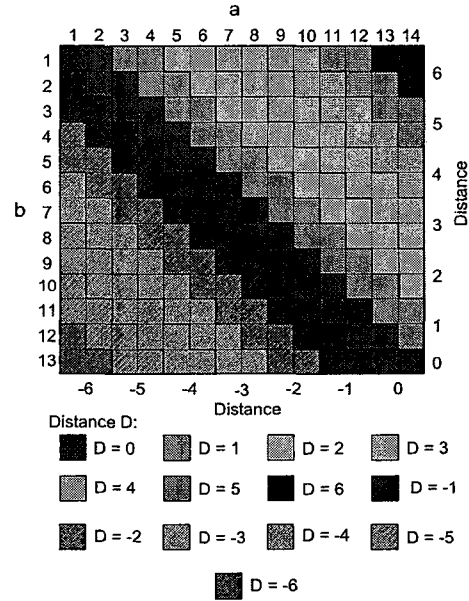 a
1 2 3 4 5 6 7 8 9 10 11 12 13 14
1
2
3
4
5
6
7
8
9
10
11
12
13
b
6
5
4
3
2
1
0
Distance
-6 -5 -4 -3 -2 -1 0
Distance
Distance D:
D = 0 D = 1 D = 2 D = 3
D = 4 D = 5 D = 6 D = -1
D = -2 D = -3 D = -4 D = -5
D = -6